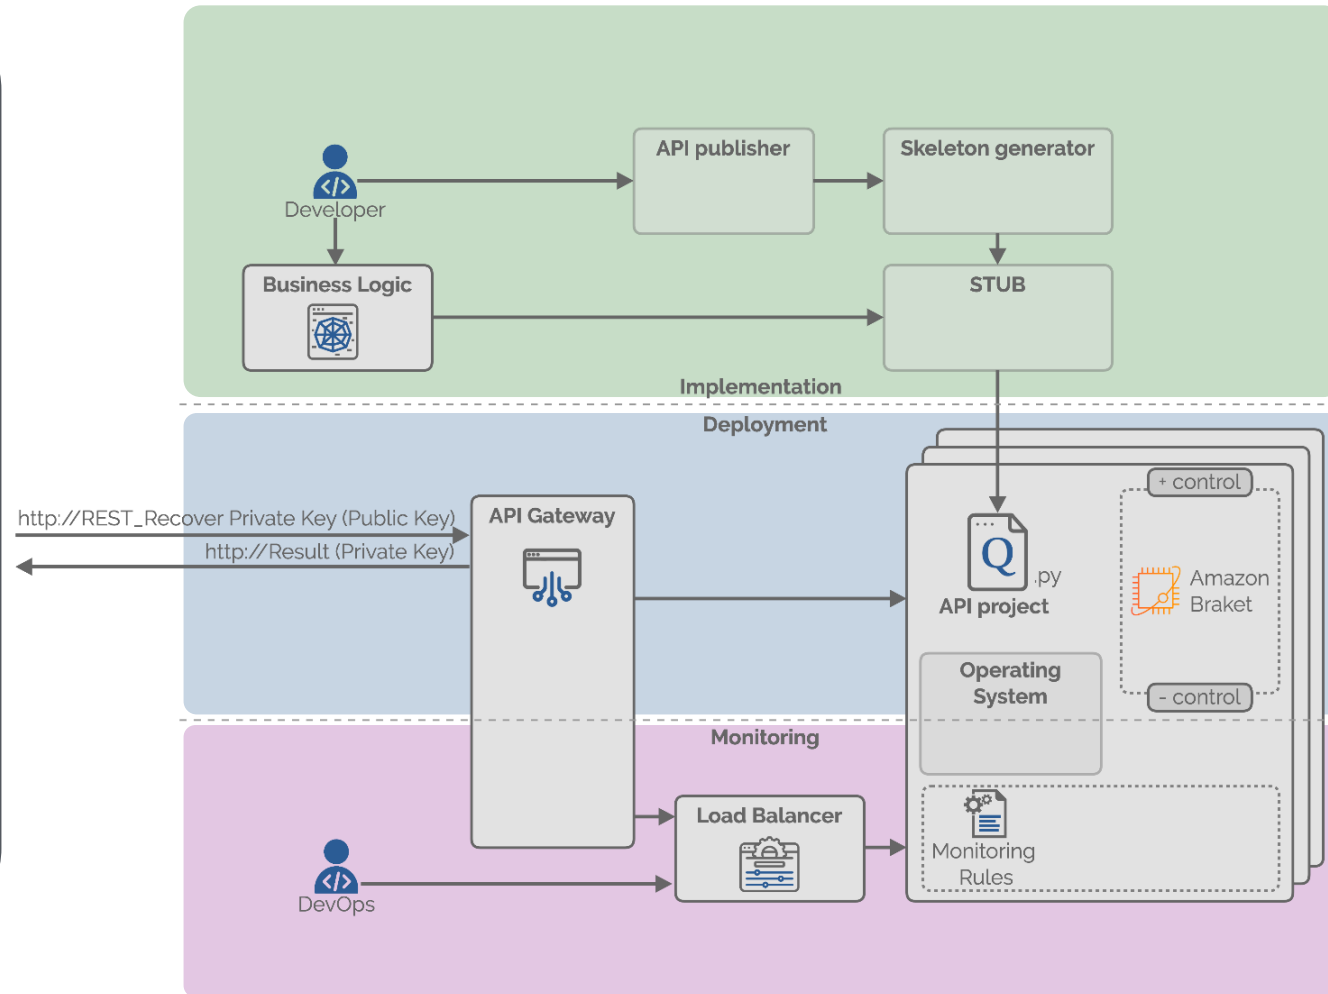 API publisher
Skeleton generator
Developer
Business Logic
STUB
Implementation
Deployment
+ control
http://REST_Recover Private Key (Public Key)
http://Result (Private Key)
API Gateway
Q
.py
API project
Amazon
Braket
Operating
System
- control
Monitoring
Load Balancer
Monitoring
Rules
DevOps